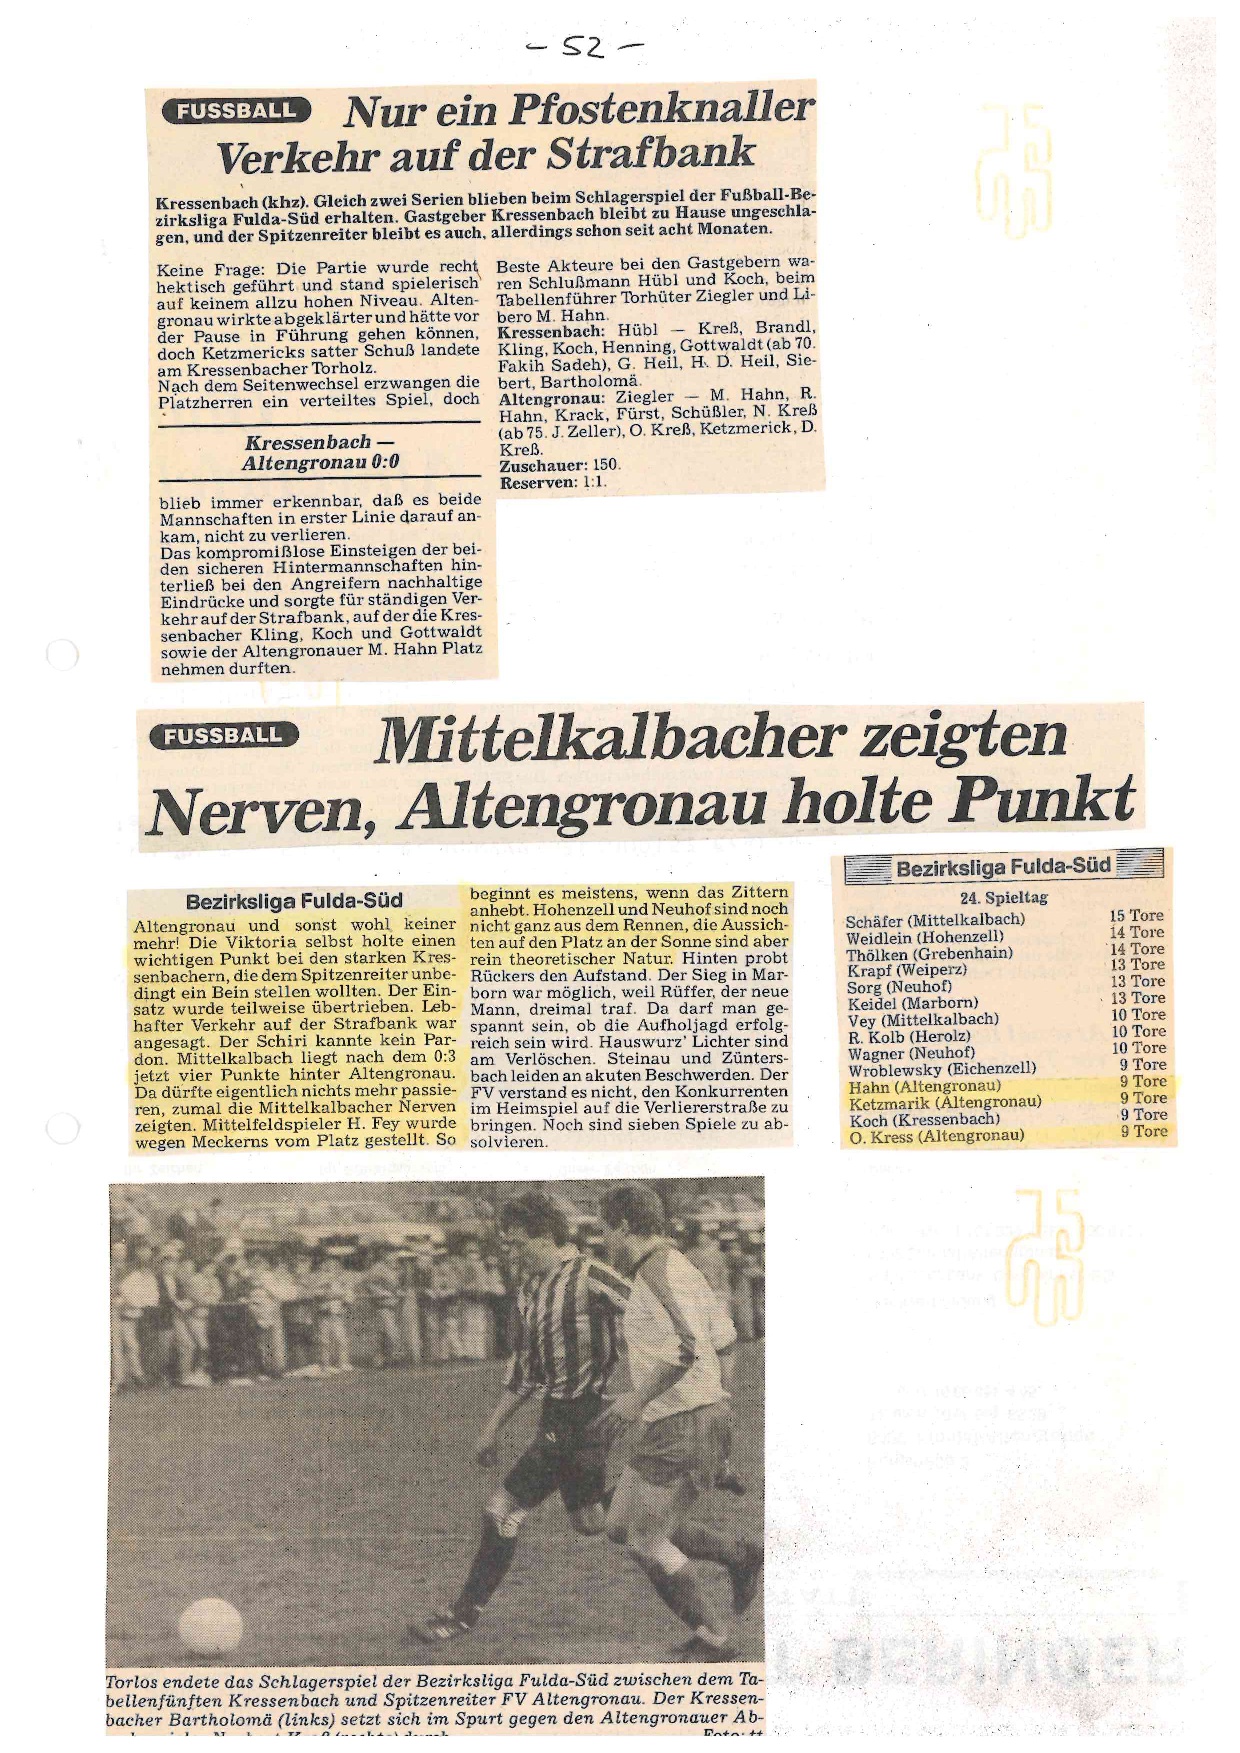 - 52 -
FUSSBALL Nur ein Pfostenknaller
Verkehr auf der Strafbank
Kressenbach (khz). Gleich zwei Serien blieben beim Schlagerspiel der Fußball-Be-
zirksliga Fulda-Süd erhalten. Gastgeber Kressenbach bleibt zu Hause ungeschla-
gen, und der Spitzenreiter bleibt es auch, allerdings schon seit acht Monaten.
Keine Frage: Die Partie wurde recht
hektisch geführt und stand spielerisch
auf keinem allzu hohen Niveau. Alten-
gronau wirkte abgeklärter und hätte vor
der Pause in Führung gehen können,
doch Ketzmericks satter Schuß landete
am Kressenbacher Torholz.
Nach dem Seitenwechsel erzwangen die
Platzherren ein verteiltes Spiel, doch
Kressenbach —
Altengronau 0:0
blieb immer erkennbar, daß es beide
Mannschaften in erster Linie darauf an-
kam, nicht zu verlieren.
Das kompromißlose Einsteigen der bei-
den sicheren Hintermannschaften hin-
terließ bei den Angreifern nachhaltige
Eindrücke und sorgte für ständigen Ver-
kehr auf der Strafbank, auf der die Kres-
senbacher Kling, Koch und Gottwaldt
sowie der Altengronauer M. Hahn Platz
nehmen durften.
Beste Akteure bei den Gastgebern wa-
ren Schlußmann Hübl und Koch, beim
Tabellenführer Torhüter Ziegler und Li-
bero M. Hahn.
Kressenbach: Hübl — Kreß, Brandl,
Kling, Koch, Henning, Gottwaldt (ab 70.
Fakih Sadeh), G. Heil, H. D. Heil, Sie-
bert, Bartholomä.
Altengronau: Ziegler — M. Hahn, R.
Hahn, Krack, Fürst, Schüßler, N. Kreß
(ab 75. J. Zeller), O. Kreß, Ketzmerick, D.
Kreß.
Zuschauer: 150.
Reserven: 1:1.
FUSSBALL Mittelkalbacher zeigten
Nerven, Altengronau holte Punkt
Bezirksliga Fulda-Süd
Altengronau und sonst wohl keiner
mehr! Die Viktoria selbst holte einen
wichtigen Punkt bei den starken Kres-
senbachern, die dem Spitzenreiter unbe-
dingt ein Bein stellen wollten. Der Ein-
satz wurde teilweise übertrieben. Leb-
hafter Verkehr auf der Strafbank war
angesagt. Der Schiri kannte kein Par-
don. Mittelkalbach liegt nach dem 0:3
jetzt vier Punkte hinter Altengronau.
Da dürfte eigentlich nichts mehr passie-
ren, zumal die Mittelkalbacher Nerven
zeigten. Mittelfeldspieler H. Fey wurde
wegen Meckerns vom Platz gestellt. So
beginnt es meistens, wenn das Zittern
anhebt. Hohenzell und Neuhof sind noch
nicht ganz aus dem Rennen, die Aussich-
ten auf den Platz an der Sonne sind aber
rein theoretischer Natur. Hinten probt
Rückers den Aufstand. Der Sieg in Mar-
born war möglich, weil Rüffer, der neue
Mann, dreimal traf. Da darf man ge-
spannt sein, ob die Aufholjagd erfolg-
reich sein wird. Hauswurz' Lichter sind
am Verlöschen. Steinau und Zünters-
bach leiden an akuten Beschwerden. Der
FV verstand es nicht, den Konkurrenten
im Heimspiel auf die Verliererstraße zu
bringen. Noch sind sieben Spiele zu ab-
solvieren.
Bezirksliga Fulda-Süd
24. Spieltag
Schäfer (Mittelkalbach) 15 Tore
Weidlein (Hohenzell) 14 Tore
Thölken (Grebenhain) 14 Tore
Krapf (Weiperz) 13 Tore
Sorg (Neuhof) 13 Tore
Keidel (Marborn) 13 Tore
Vey (Mittelkalbach) 10 Tore
R. Kolb (Herolz) 10 Tore
Wagner (Neuhof) 10 Tore
Wroblewsky (Eichenzell) 9 Tore
Hahn (Altengronau) 9 Tore
Ketzmarik (Altengronau) 9 Tore
Koch (Kressenbach) 9 Tore
O. Kress (Altengronau) 9 Tore
Torlos endete das Schlagerspiel der Bezirksliga Fulda-Süd zwischen dem Ta-
bellenfünften Kressenbach und Spitzenreiter FV Altengronau. Der Kressen-
bacher Bartholomä (links) setzt sich im Spurt gegen den Altengronauer Ab-